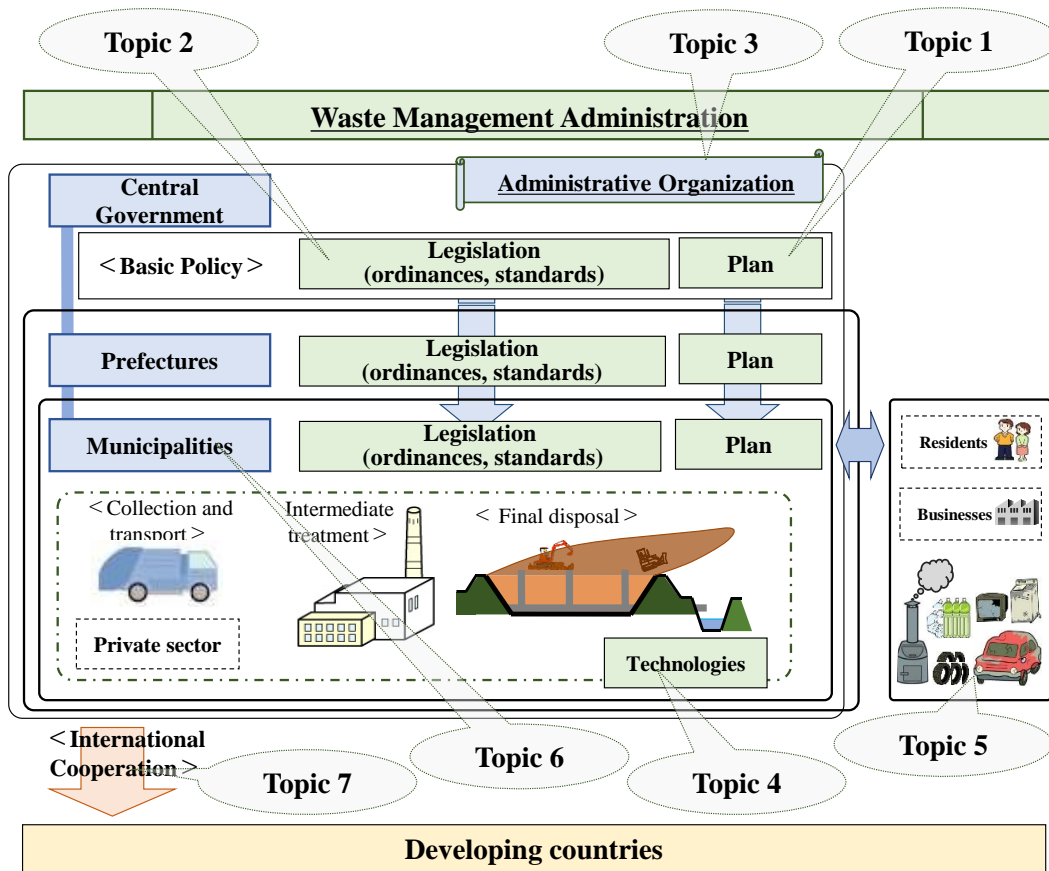 Topic 2
Topic 3
Topic 1
Waste Management Administration
Administrative Organization
Central
Government
< Basic Policy >
Legislation
(ordinances, standards)
Plan
Prefectures
Legislation
(ordinances, standards)
Plan
Municipalities
Legislation
(ordinances, standards)
Plan
Residents
Businesses
< Collection and
transport >
Intermediate
treatment >
< Final disposal >
Private sector
Technologies
< International
Cooperation >
Topic 7
Topic 6
Topic 4
Topic 5
Developing countries